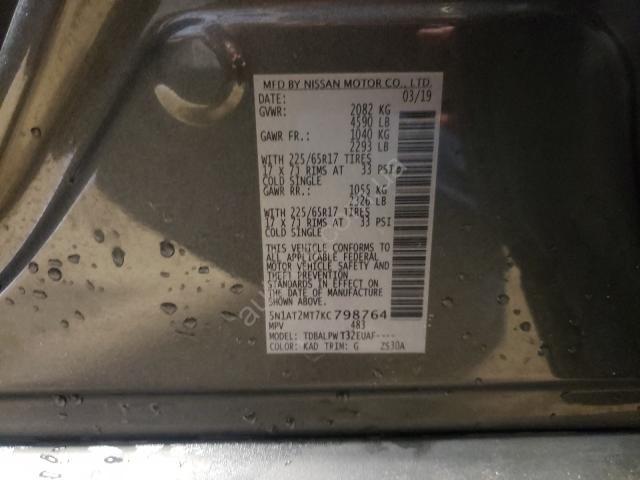 MFD BY NISSAN MOTOR CO., LTD.
DATE: 03/19
GVWR: 2082 KG
4590 LB
GAWR FR.: 1040 KG
2293 LB
WITH 225/65R17 TIRES
17 X 7J RIMS AT 33 PSI
COLD SINGLE
GAWR RR.: 1055 KG
2326 LB
WITH 225/65R17 TIRES
17 X 7J RIMS AT 33 PSI
COLD SINGLE
THIS VEHICLE CONFORMS TO
ALL APPLICABLE FEDERAL
MOTOR VEHICLE SAFETY AND
THEFT PREVENTION
STANDARDS IN EFFECT ON
THE DATE OF MANUFACTURE
SHOWN ABOVE.
5N1AT2MT7KC798764
MPV 483
MODEL: TDBALPWT32EUAF----
COLOR: KAD TRIM: G ZS30A